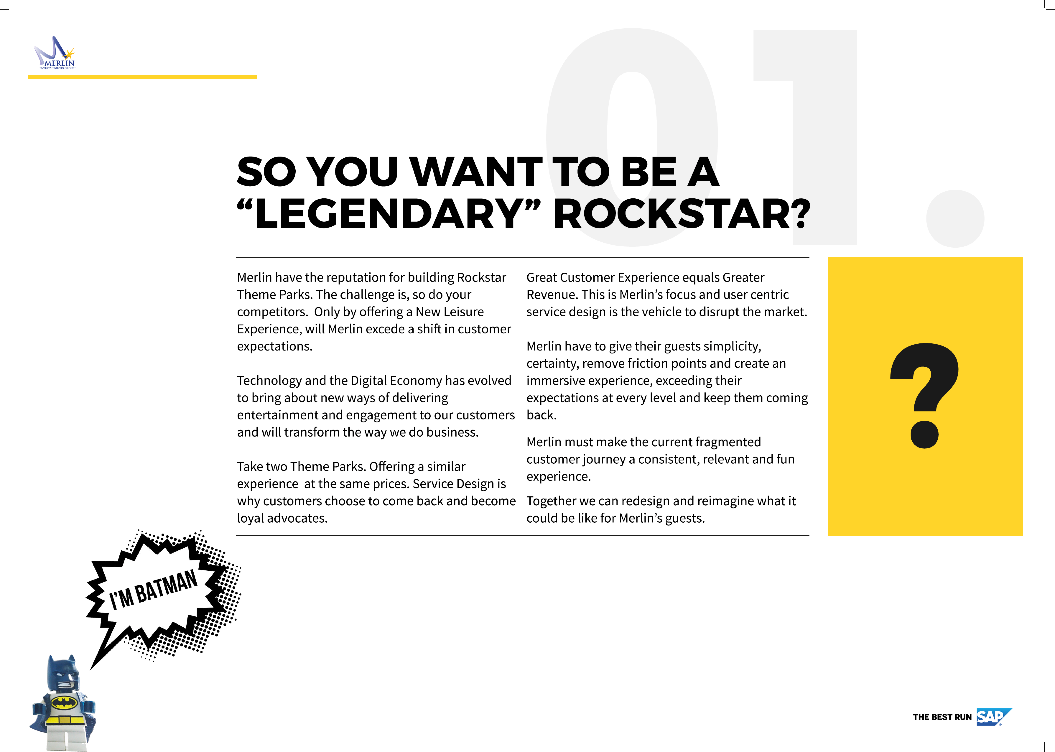 MERLIN
01.
SO YOU WANT TO BE A
“LEGENDARY” ROCKSTAR?
Merlin have the reputation for building Rockstar
Theme Parks. The challenge is, so do your
competitors.  Only by offering a New Leisure
Experience, will Merlin excede a shift in customer
expectations.
Technology and the Digital Economy has evolved
to bring about new ways of delivering
entertainment and engagement to our customers
and will transform the way we do business.
Take two Theme Parks. Offering a similar
experience  at the same prices. Service Design is
why customers choose to come back and become
loyal advocates.
Great Customer Experience equals Greater
Revenue. This is Merlin’s focus and user centric
service design is the vehicle to disrupt the market.
Merlin have to give their guests simplicity,
certainty, remove friction points and create an
immersive experience, exceeding their
expectations at every level and keep them coming
back.
Merlin must make the current fragmented
customer journey a consistent, relevant and fun
experience.
Together we can redesign and reimagine what it
could be like for Merlin’s guests.
?
I’M BATMAN
THE BEST RUN SAP